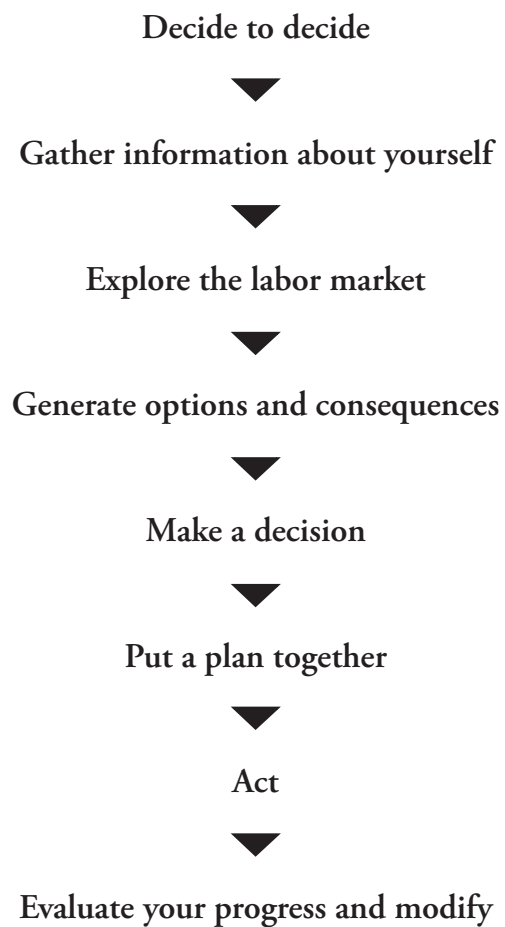 Decide to decide
Gather information about yourself
Explore the labor market
Generate options and consequences
Make a decision
Put a plan together
Act
Evaluate your progress and modify